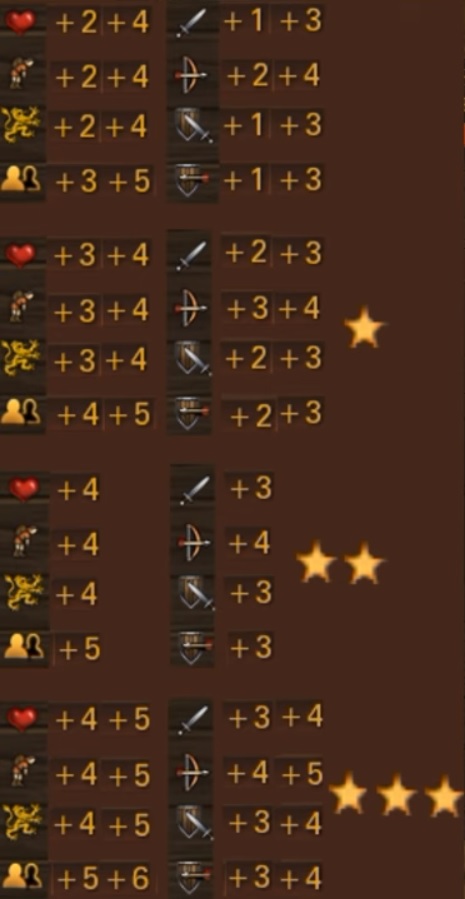 +2 +4 +1 +3
+2 +4 +2 +4
+2 +4 +1 +3
+3 +5 +1 +3
+3 +4 +2 +3
+3 +4 +3 +4
+3 +4 +2 +3
+4 +5 +2 +3
+4 +3
+4 +4
+4 +3
+5 +3
+4 +5 +3 +4
+4 +5 +4 +5
+4 +5 +3 +4
+5 +6 +3 +4